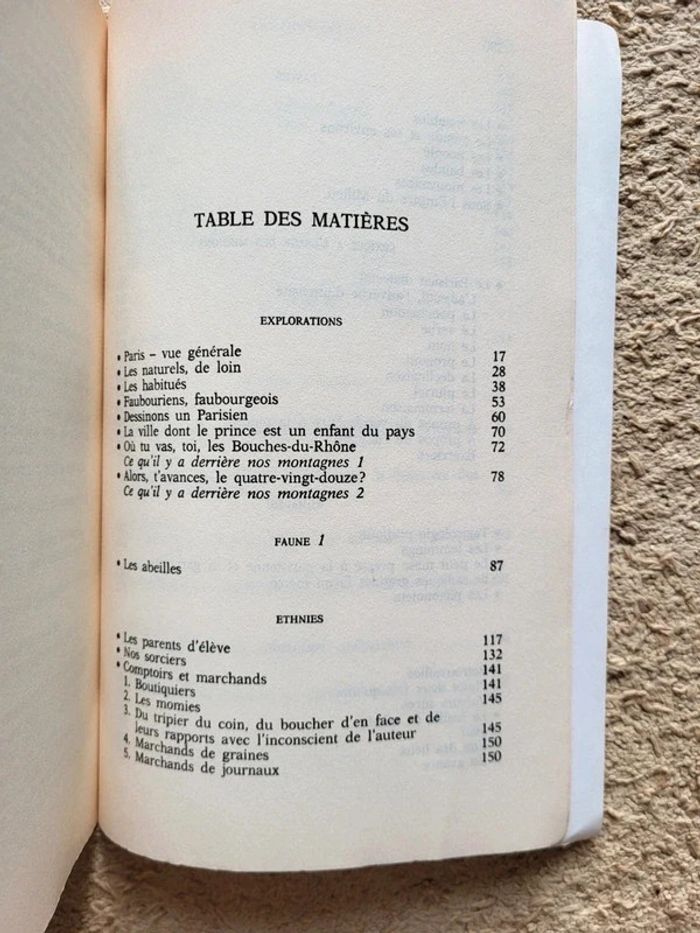 TABLE DES MATIÈRES
EXPLORATIONS
• Paris – vue générale 17
• Les naturels, de loin 28
• Les habitués 38
• Faubouriens, faubourgeois 53
• Dessinons un Parisien 60
• La ville dont le prince est un enfant du pays 70
• Où tu vas, toi, les Bouches-du-Rhône 72
Ce qu'il y a derrière nos montagnes 1
• Alors, t'avances, le quatre-vingt-douze? 78
Ce qu'il y a derrière nos montagnes 2
FAUNE 1
• Les abeilles 87
ETHNIES
• Les parents d'élève 117
• Nos sorciers 132
• Comptoirs et marchands 141
1. Boutiquiers 141
2. Les momies 145
3. Du tripier du coin, du boucher d'en face et de
leurs rapports avec l'inconscient de l'auteur 145
4. Marchands de graines 150
5. Marchands de journaux 150